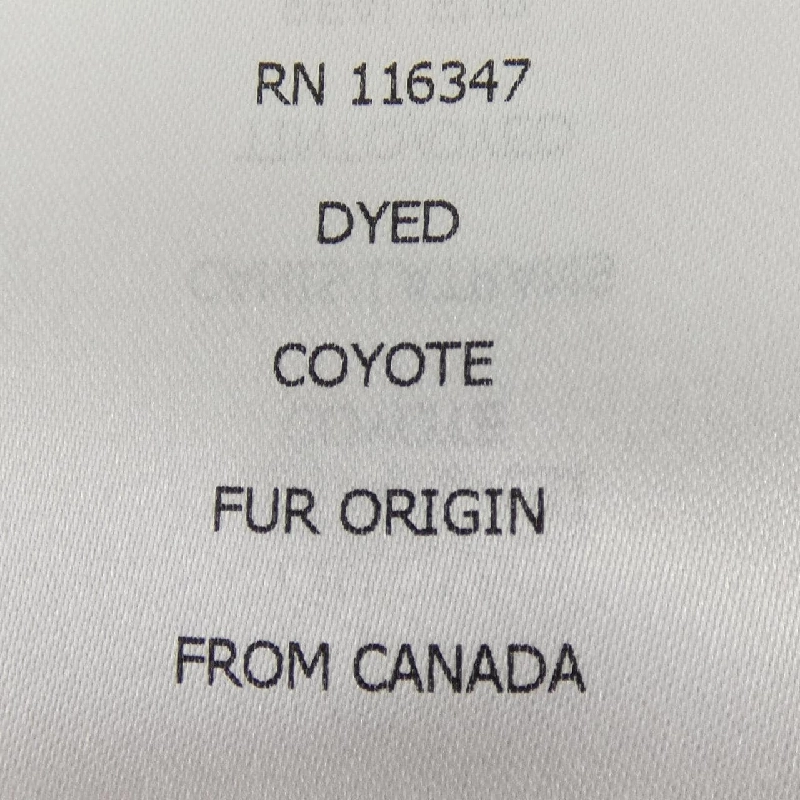 RN 116347
DYED
COYOTE
FUR ORIGIN
FROM CANADA